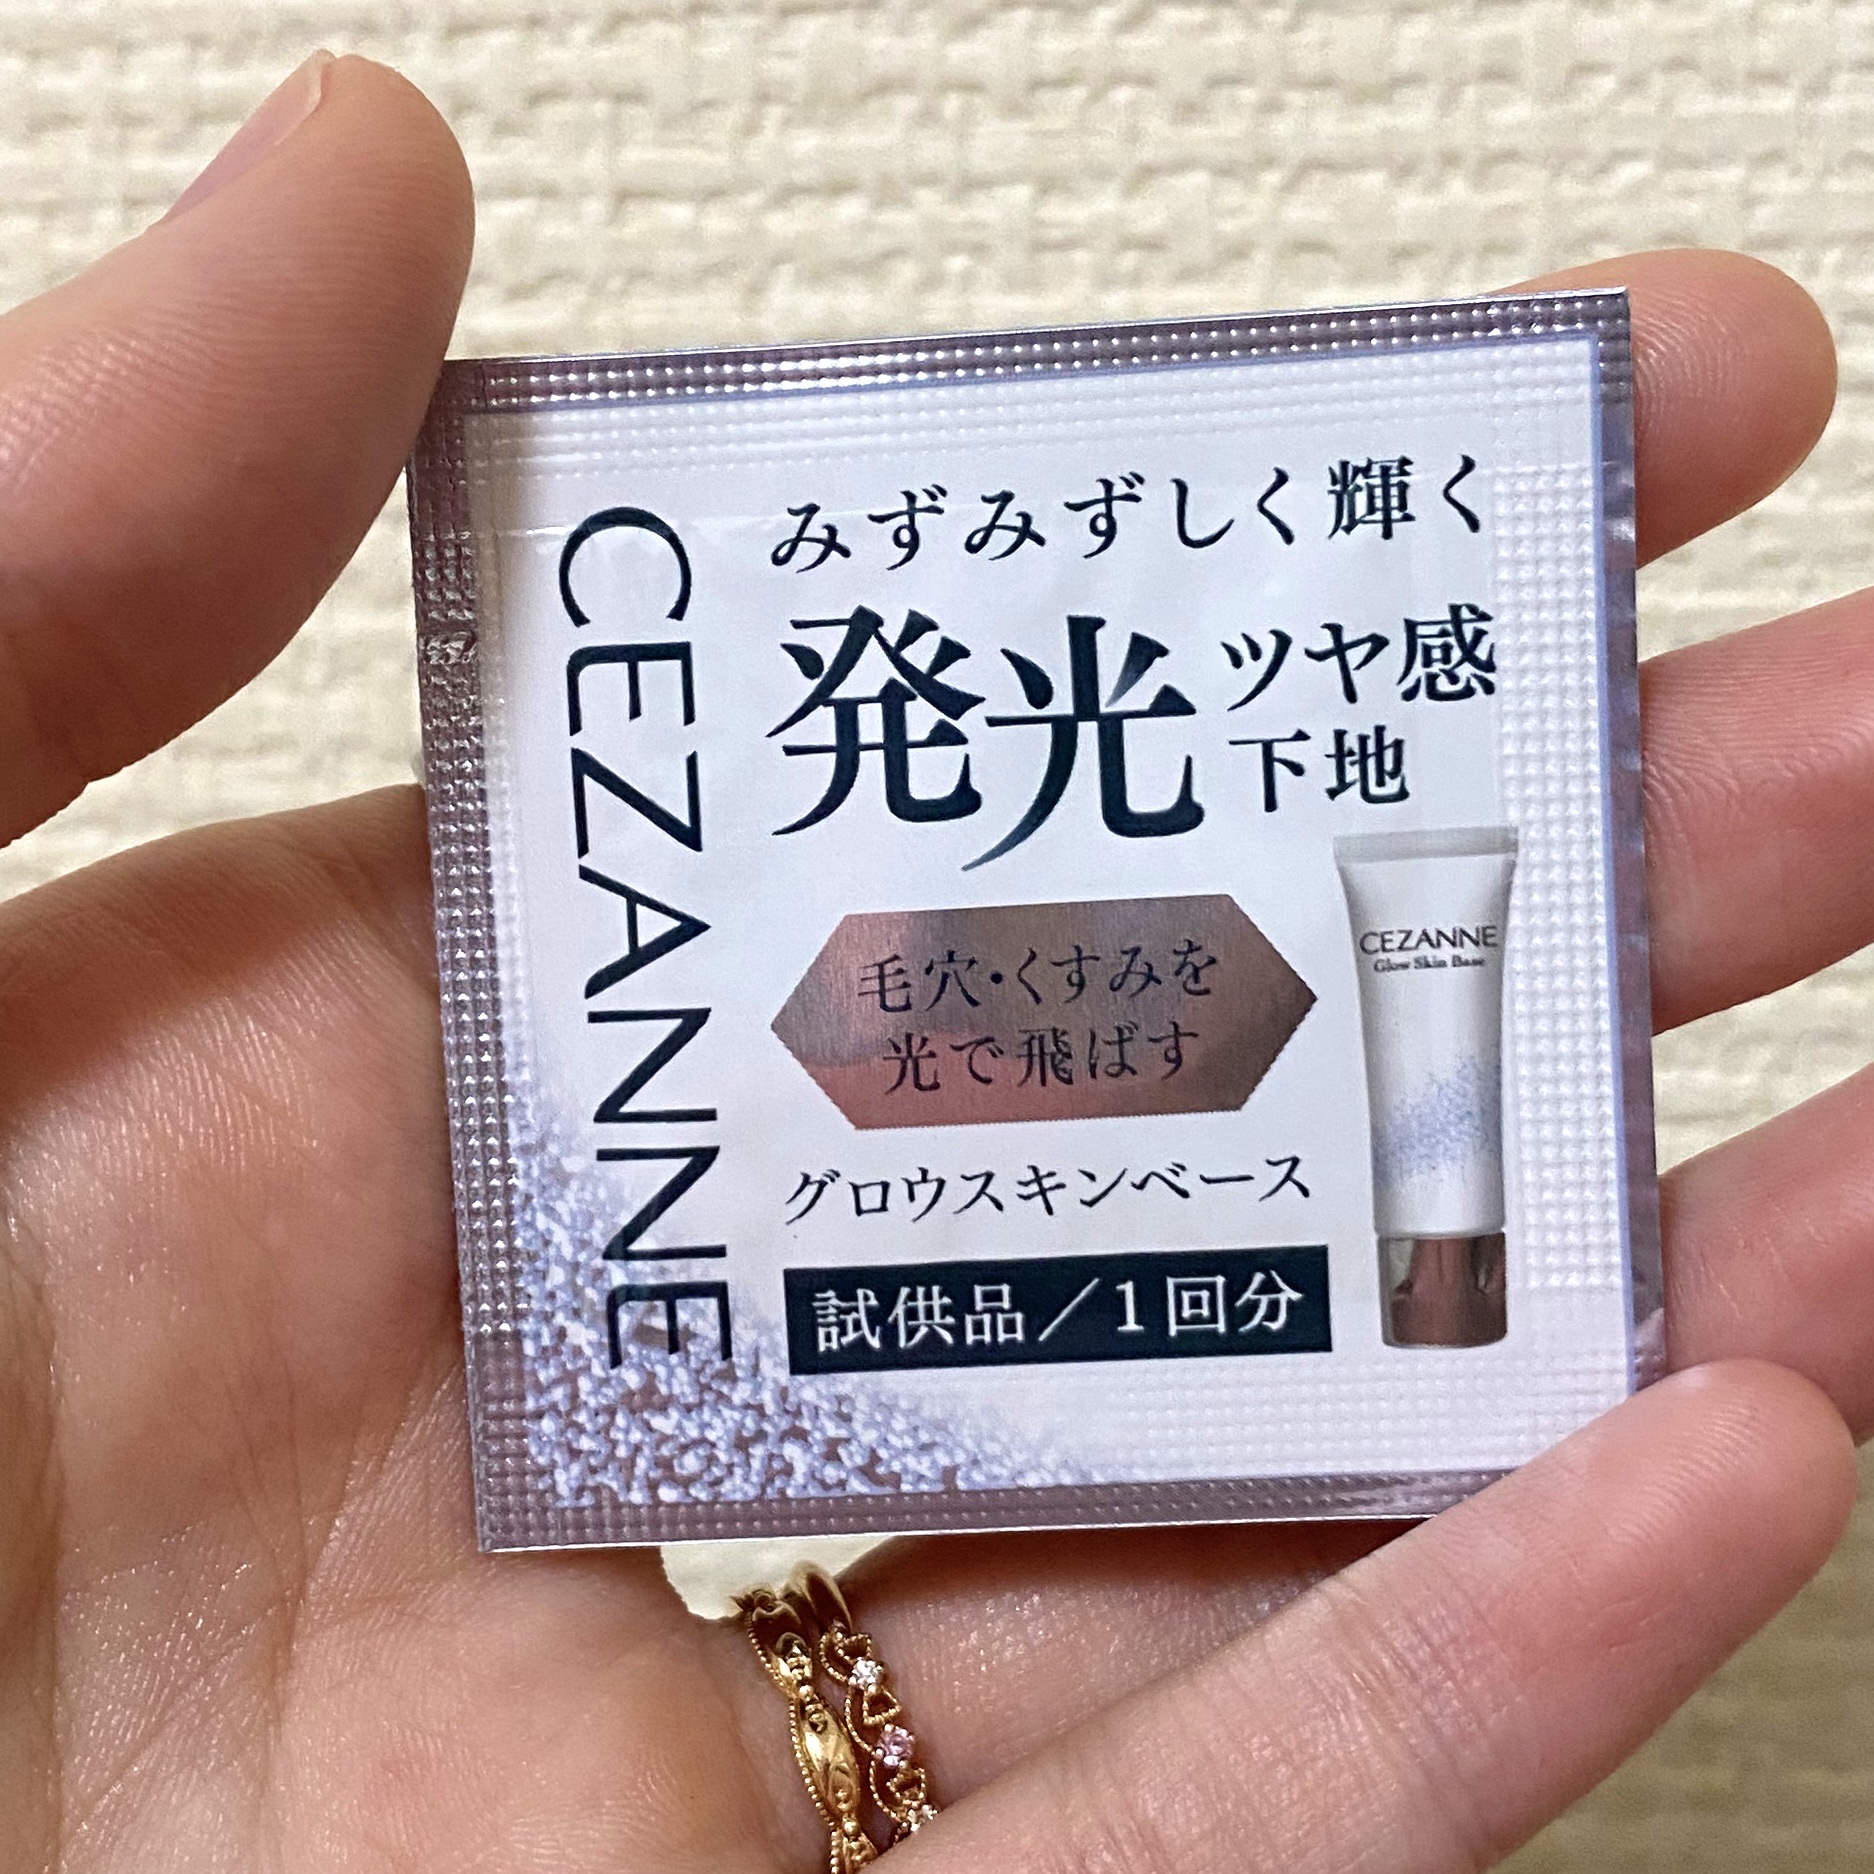 CEZANNE
みずみずしく輝く
発光ツヤ感
下地
毛穴・くすみを
光で飛ばす
グロウスキンベース
試供品／1回分
CEZANNE
Glow Skin Base